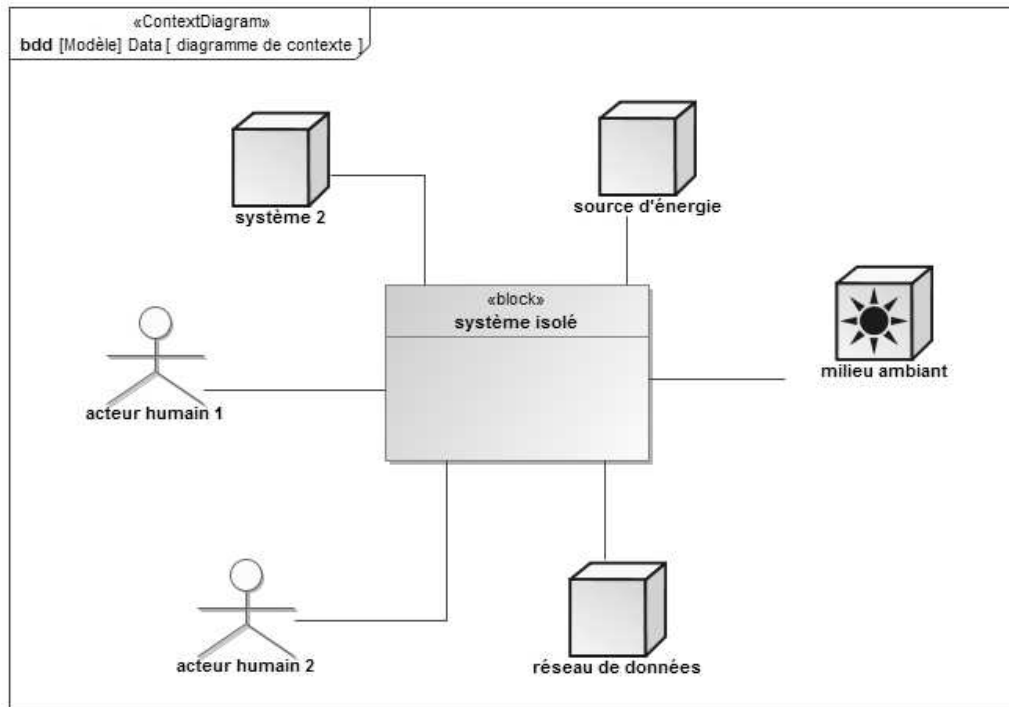 «ContextDiagram»
bdd [Modèle] Data [ diagramme de contexte ]
système 2
source d'énergie
«block»
système isolé
milieu ambiant
acteur humain 1
acteur humain 2
réseau de données